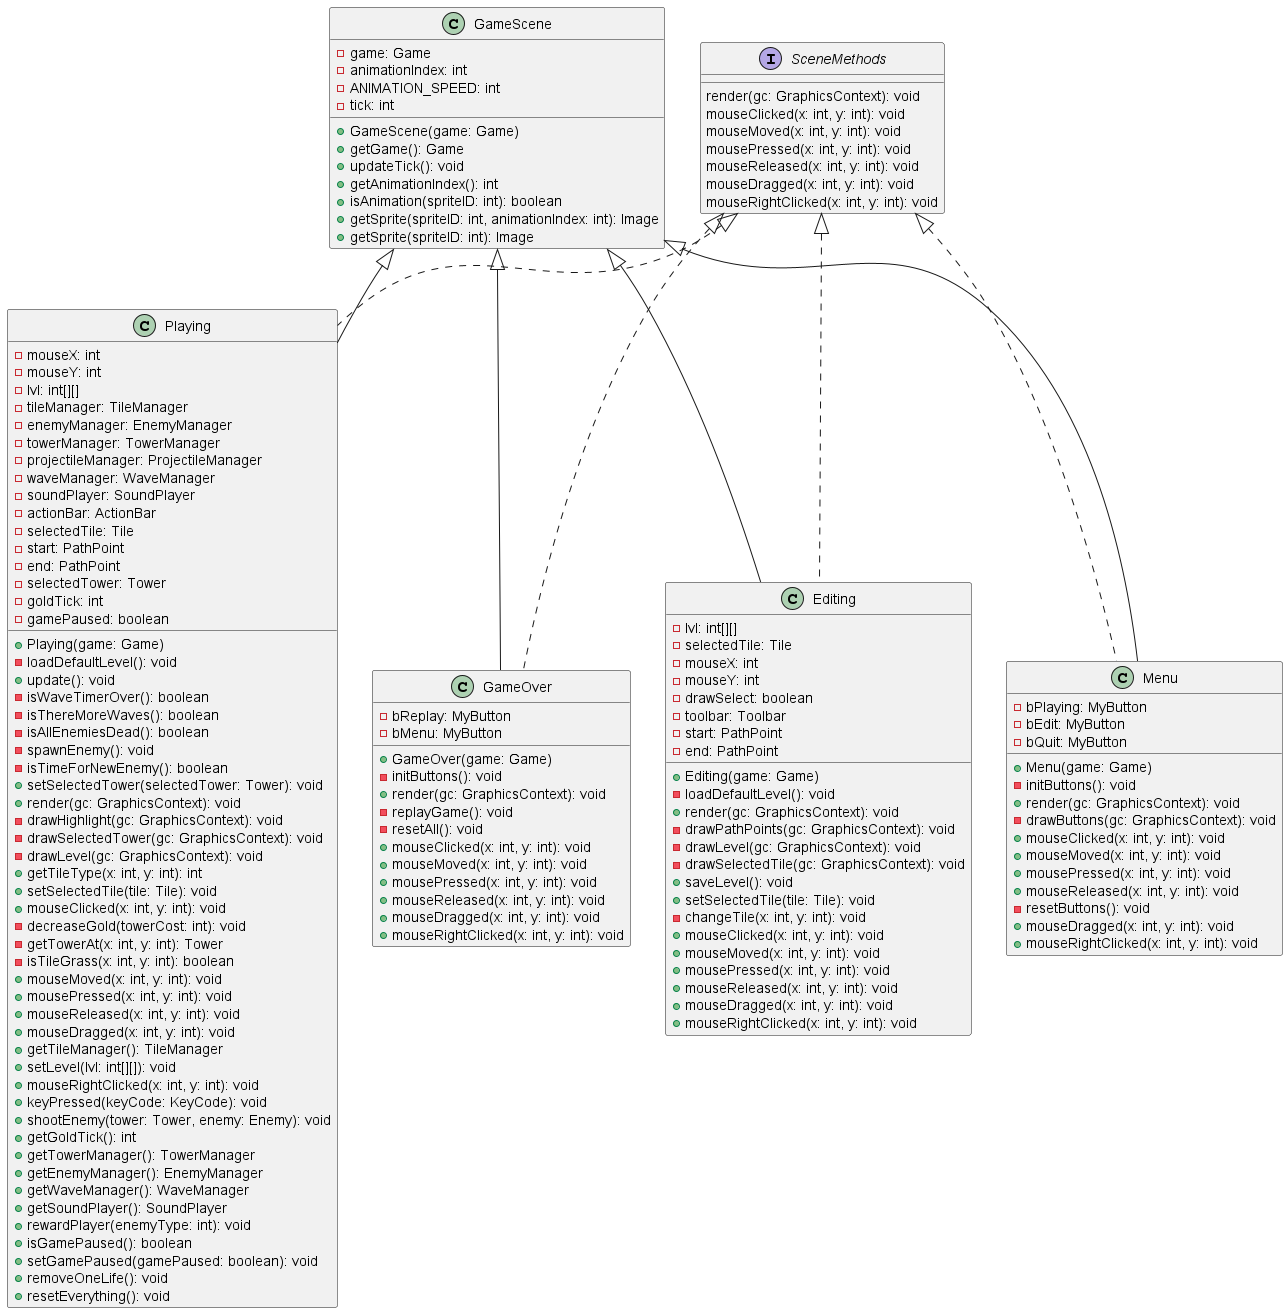 C GameScene
game: Game
animationIndex: int
ANIMATION_SPEED: int
tick: int
GameScene(game: Game)
getGame(): Game
updateTick(): void
getAnimationIndex(): int
isAnimation(spriteID: int): boolean
getSprite(spriteID: int, animationIndex: int): Image
getSprite(spriteID: int): Image
I SceneMethods
render(gc: GraphicsContext): void
mouseClicked(x: int, y: int): void
mouseMoved(x: int, y: int): void
mousePressed(x: int, y: int): void
mouseReleased(x: int, y: int): void
mouseDragged(x: int, y: int): void
mouseRightClicked(x: int, y: int): void
C Playing
mouseX: int
mouseY: int
lvl: int[][]
tileManager: TileManager
enemyManager: EnemyManager
towerManager: TowerManager
projectileManager: ProjectileManager
waveManager: WaveManager
soundPlayer: SoundPlayer
actionBar: ActionBar
selectedTile: Tile
start: PathPoint
end: PathPoint
selectedTower: Tower
goldTick: int
gamePaused: boolean
Playing(game: Game)
loadDefaultLevel(): void
update(): void
isWaveTimerOver(): boolean
isThereMoreWaves(): boolean
isAllEnemiesDead(): boolean
spawnEnemy(): void
isTimeForNewEnemy(): boolean
setSelectedTower(selectedTower: Tower): void
render(gc: GraphicsContext): void
drawHighlight(gc: GraphicsContext): void
drawSelectedTower(gc: GraphicsContext): void
drawLevel(gc: GraphicsContext): void
getTileType(x: int, y: int): int
setSelectedTile(tile: Tile): void
mouseClicked(x: int, y: int): void
decreaseGold(towerCost: int): void
getTowerAt(x: int, y: int): Tower
isTileGrass(x: int, y: int): boolean
mouseMoved(x: int, y: int): void
mousePressed(x: int, y: int): void
mouseReleased(x: int, y: int): void
mouseDragged(x: int, y: int): void
getTileManager(): TileManager
setLevel(lvl: int[][]): void
mouseRightClicked(x: int, y: int): void
keyPressed(keyCode: KeyCode): void
shootEnemy(tower: Tower, enemy: Enemy): void
getGoldTick(): int
getTowerManager(): TowerManager
getEnemyManager(): EnemyManager
getWaveManager(): WaveManager
getSoundPlayer(): SoundPlayer
rewardPlayer(enemyType: int): void
isGamePaused(): boolean
setGamePaused(gamePaused: boolean): void
removeOneLife(): void
resetEverything(): void
C GameOver
bReplay: MyButton
bMenu: MyButton
GameOver(game: Game)
initButtons(): void
render(gc: GraphicsContext): void
replayGame(): void
resetAll(): void
mouseClicked(x: int, y: int): void
mouseMoved(x: int, y: int): void
mousePressed(x: int, y: int): void
mouseReleased(x: int, y: int): void
mouseDragged(x: int, y: int): void
mouseRightClicked(x: int, y: int): void
C Editing
lvl: int[][]
selectedTile: Tile
mouseX: int
mouseY: int
drawSelect: boolean
toolbar: Toolbar
start: PathPoint
end: PathPoint
Editing(game: Game)
loadDefaultLevel(): void
render(gc: GraphicsContext): void
drawPathPoints(gc: GraphicsContext): void
drawLevel(gc: GraphicsContext): void
drawSelectedTile(gc: GraphicsContext): void
saveLevel(): void
setSelectedTile(tile: Tile): void
changeTile(x: int, y: int): void
mouseClicked(x: int, y: int): void
mouseMoved(x: int, y: int): void
mousePressed(x: int, y: int): void
mouseReleased(x: int, y: int): void
mouseDragged(x: int, y: int): void
mouseRightClicked(x: int, y: int): void
C Menu
bPlaying: MyButton
bEdit: MyButton
bQuit: MyButton
Menu(game: Game)
initButtons(): void
render(gc: GraphicsContext): void
drawButtons(gc: GraphicsContext): void
mouseClicked(x: int, y: int): void
mouseMoved(x: int, y: int): void
mousePressed(x: int, y: int): void
mouseReleased(x: int, y: int): void
resetButtons(): void
mouseDragged(x: int, y: int): void
mouseRightClicked(x: int, y: int): void